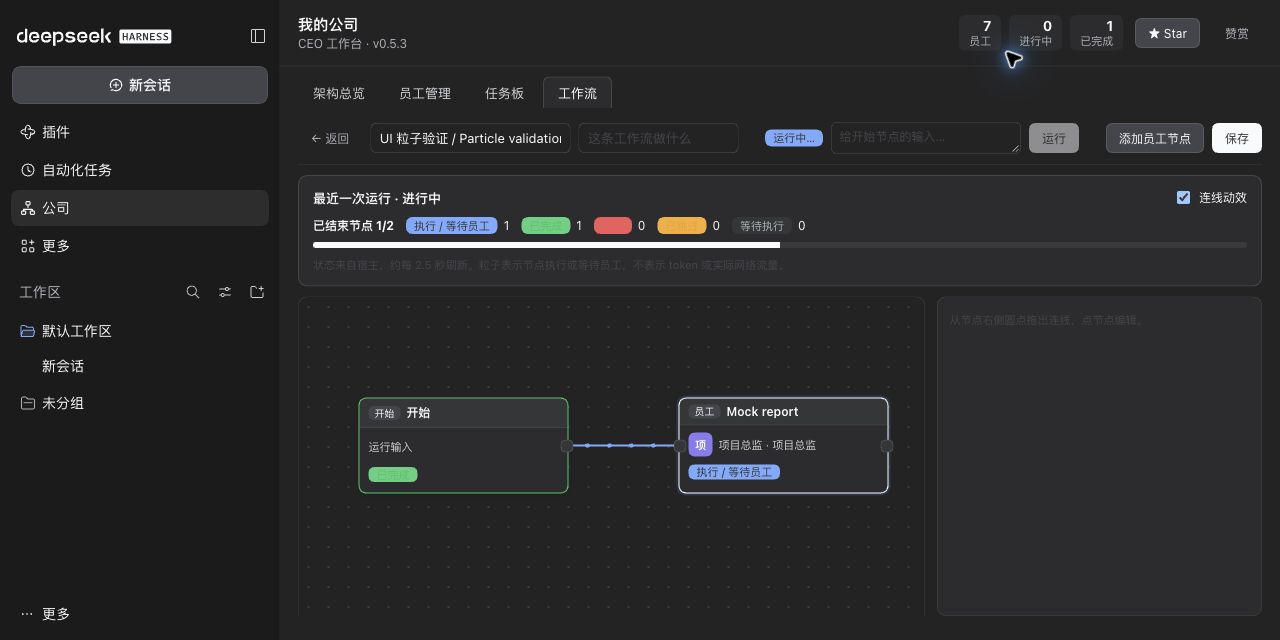 deepseek HARNESS
新会话
插件
自动化任务
公司
更多
工作区
默认工作区
新会话
未分组
更多
我的公司
CEO 工作台 · v0.5.3
7
员工
0
进行中
1
已完成
★ Star
赞赏
架构总览
员工管理
任务板
工作流
← 返回
UI 粒子验证 / Particle validation
这条工作流做什么
运行中...
给开始节点的输入...
运行
添加员工节点
保存
最近一次运行 · 进行中
连线动效
已结束节点 1/2
执行 / 等待员工 1
已完成 1
0
0
等待执行 0
状态来自宿主，约每 2.5 秒刷新。粒子表示节点执行或等待员工，不表示 token 或实际网络流量。
开始 开始
运行输入
已完成
员工 Mock report
项 项目总监 · 项目总监
执行 / 等待员工
从节点右侧圆点拖出连线，点节点编辑。